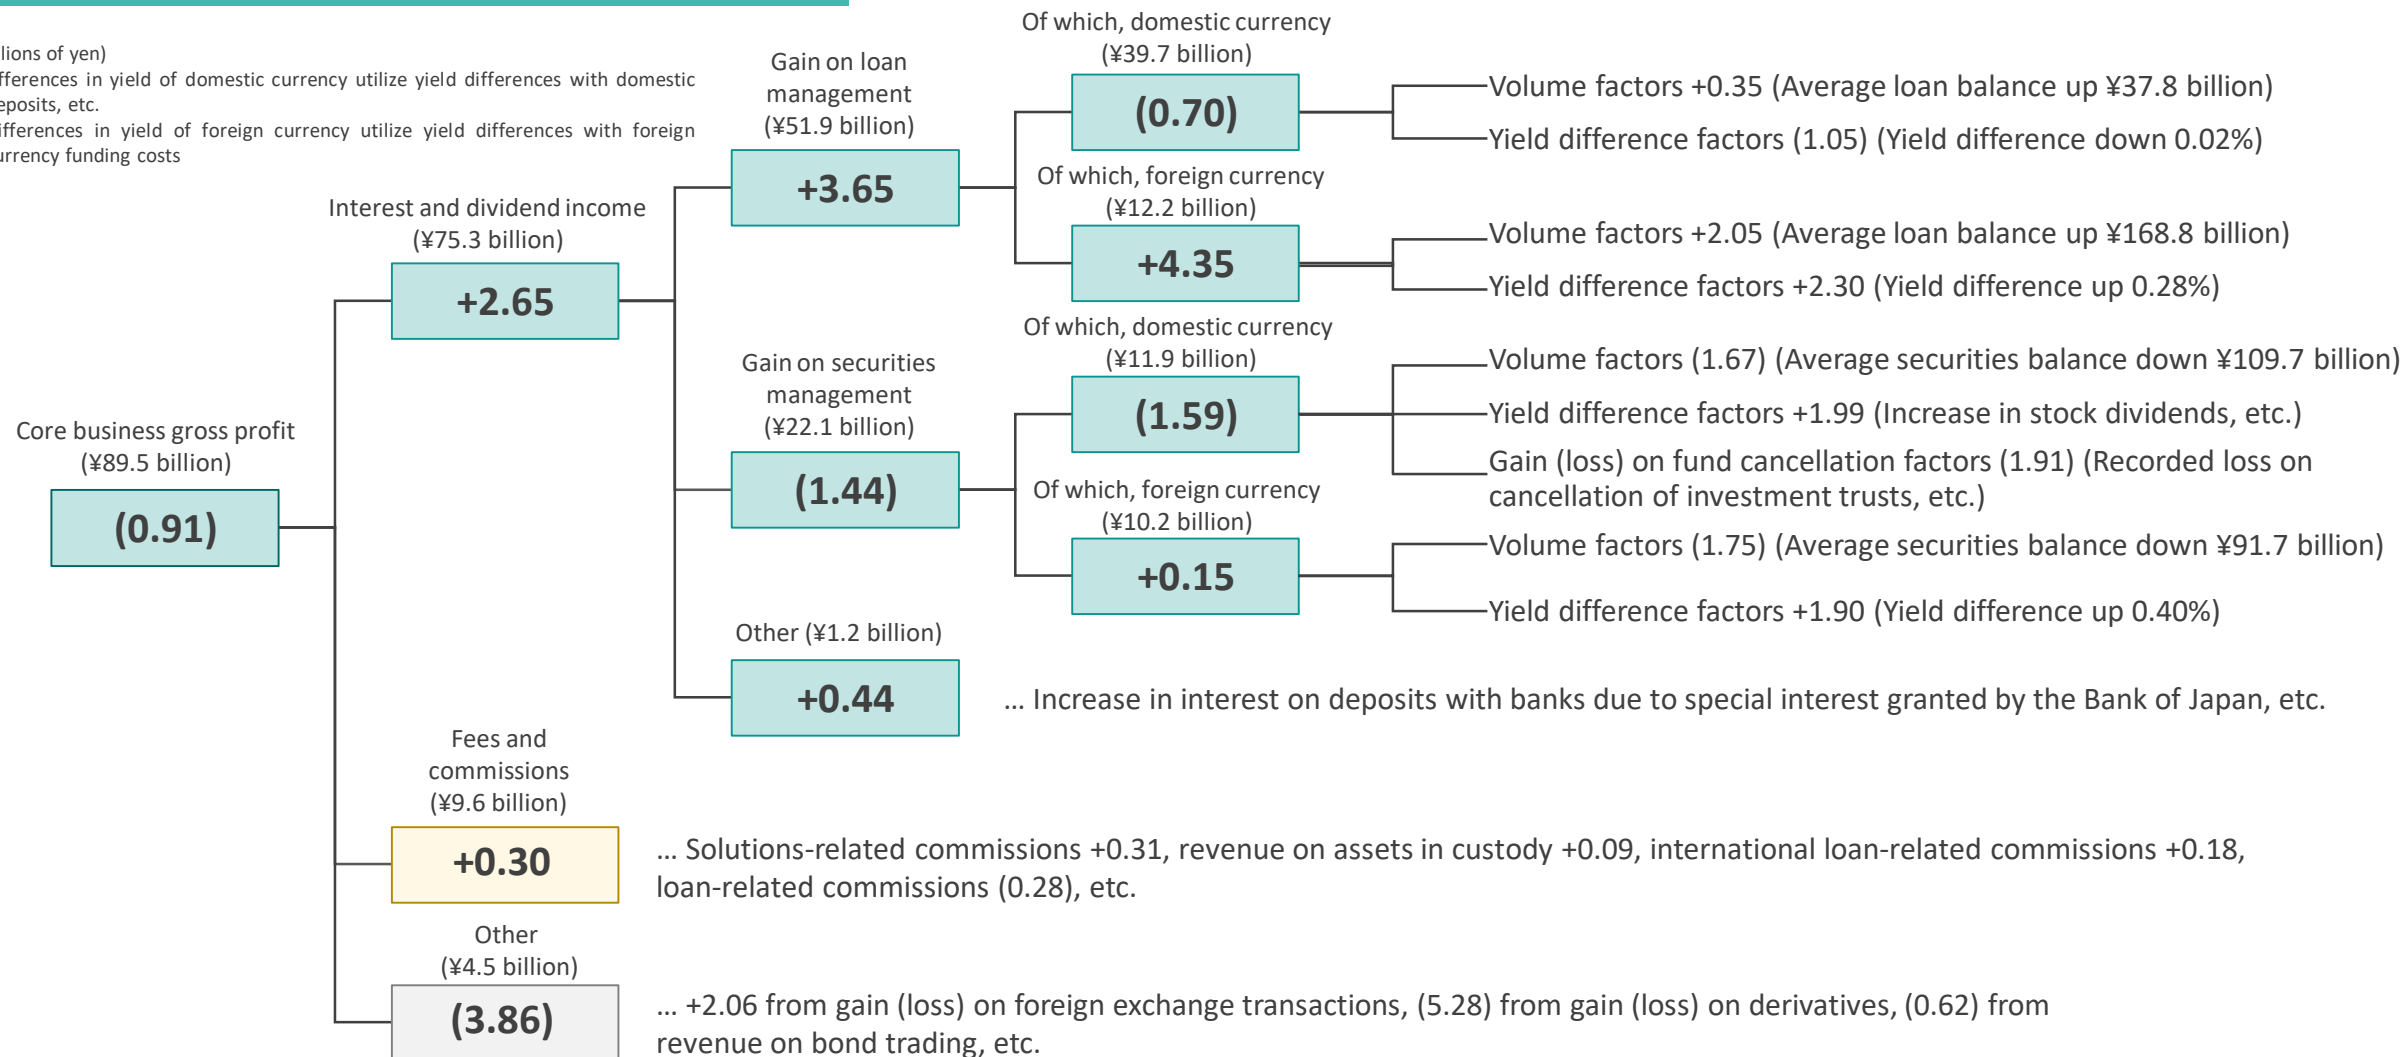 (¥39.7 billion)
Of which, domestic currency
lions of yen)
fferences in yield of domestic currency utilize yield differences with domestic
eposits, etc.
ifferences in yield of foreign currency utilize yield differences with foreign
urrency funding costs
Core business gross profit
(¥89.5 billion)
(0.91)
Interest and dividend income
(¥75.3 billion)
+2.65
Gain on loan
management
(¥51.9 billion)
+3.65
(0.70)
Volume factors +0.35 (Average loan balance up ¥37.8 billion)
Yield difference factors (1.05) (Yield difference down 0.02%)
Of which, foreign currency
(¥12.2 billion)
+4.35
Volume factors +2.05 (Average loan balance up ¥168.8 billion)
Yield difference factors +2.30 (Yield difference up 0.28%)
Gain on securities
management
(¥22.1 billion)
(1.44)
Of which, domestic currency
(¥11.9 billion)
(1.59)
Volume factors (1.67) (Average securities balance down ¥109.7 billion)
Yield difference factors +1.99 (Increase in stock dividends, etc.)
Gain (loss) on fund cancellation factors (1.91) (Recorded loss on
cancellation of investment trusts, etc.)
Of which, foreign currency
(¥10.2 billion)
+0.15
Volume factors (1.75) (Average securities balance down ¥91.7 billion)
Yield difference factors +1.90 (Yield difference up 0.40%)
Other (¥1.2 billion)
+0.44
... Increase in interest on deposits with banks due to special interest granted by the Bank of Japan, etc.
Fees and
commissions
(¥9.6 billion)
+0.30
... Solutions-related commissions +0.31, revenue on assets in custody +0.09, international loan-related commissions +0.18,
loan-related commissions (0.28), etc.
Other
(¥4.5 billion)
(3.86)
... +2.06 from gain (loss) on foreign exchange transactions, (5.28) from gain (loss) on derivatives, (0.62) from
revenue on bond trading, etc.